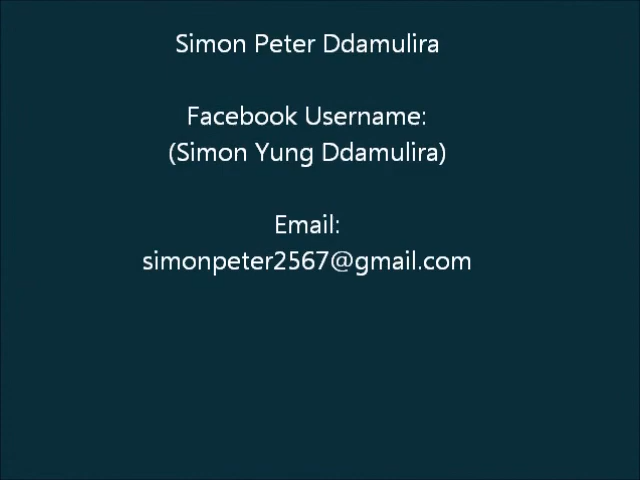 Simon Peter Ddamulira
Facebook Username:
(Simon Yung Ddamulira)
Email:
simonpeter2567@gmail.com